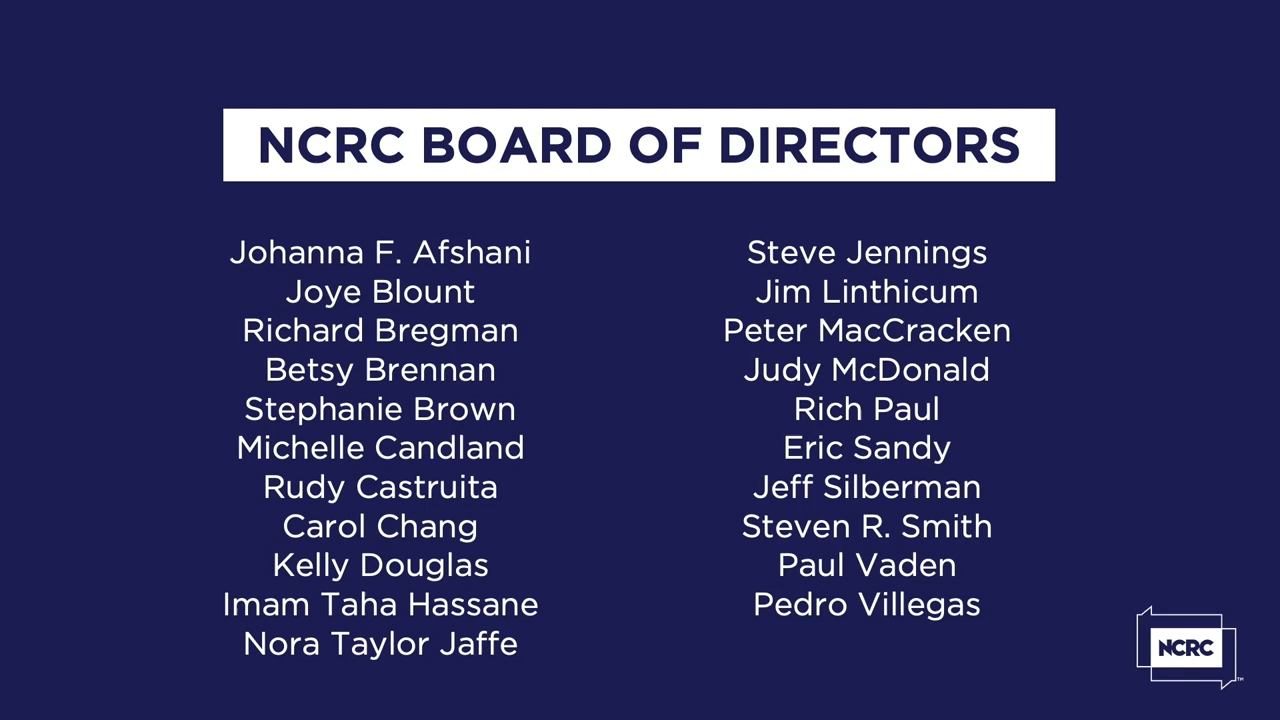 NCRC BOARD OF DIRECTORS
Johanna F. Afshani
Joye Blount
Richard Bregman
Betsy Brennan
Stephanie Brown
Michelle Candland
Rudy Castruita
Carol Chang
Kelly Douglas
Imam Taha Hassane
Nora Taylor Jaffe
Steve Jennings
Jim Linthicum
Peter MacCracken
Judy McDonald
Rich Paul
Eric Sandy
Jeff Silberman
Steven R. Smith
Paul Vaden
Pedro Villegas
NCRC
TM